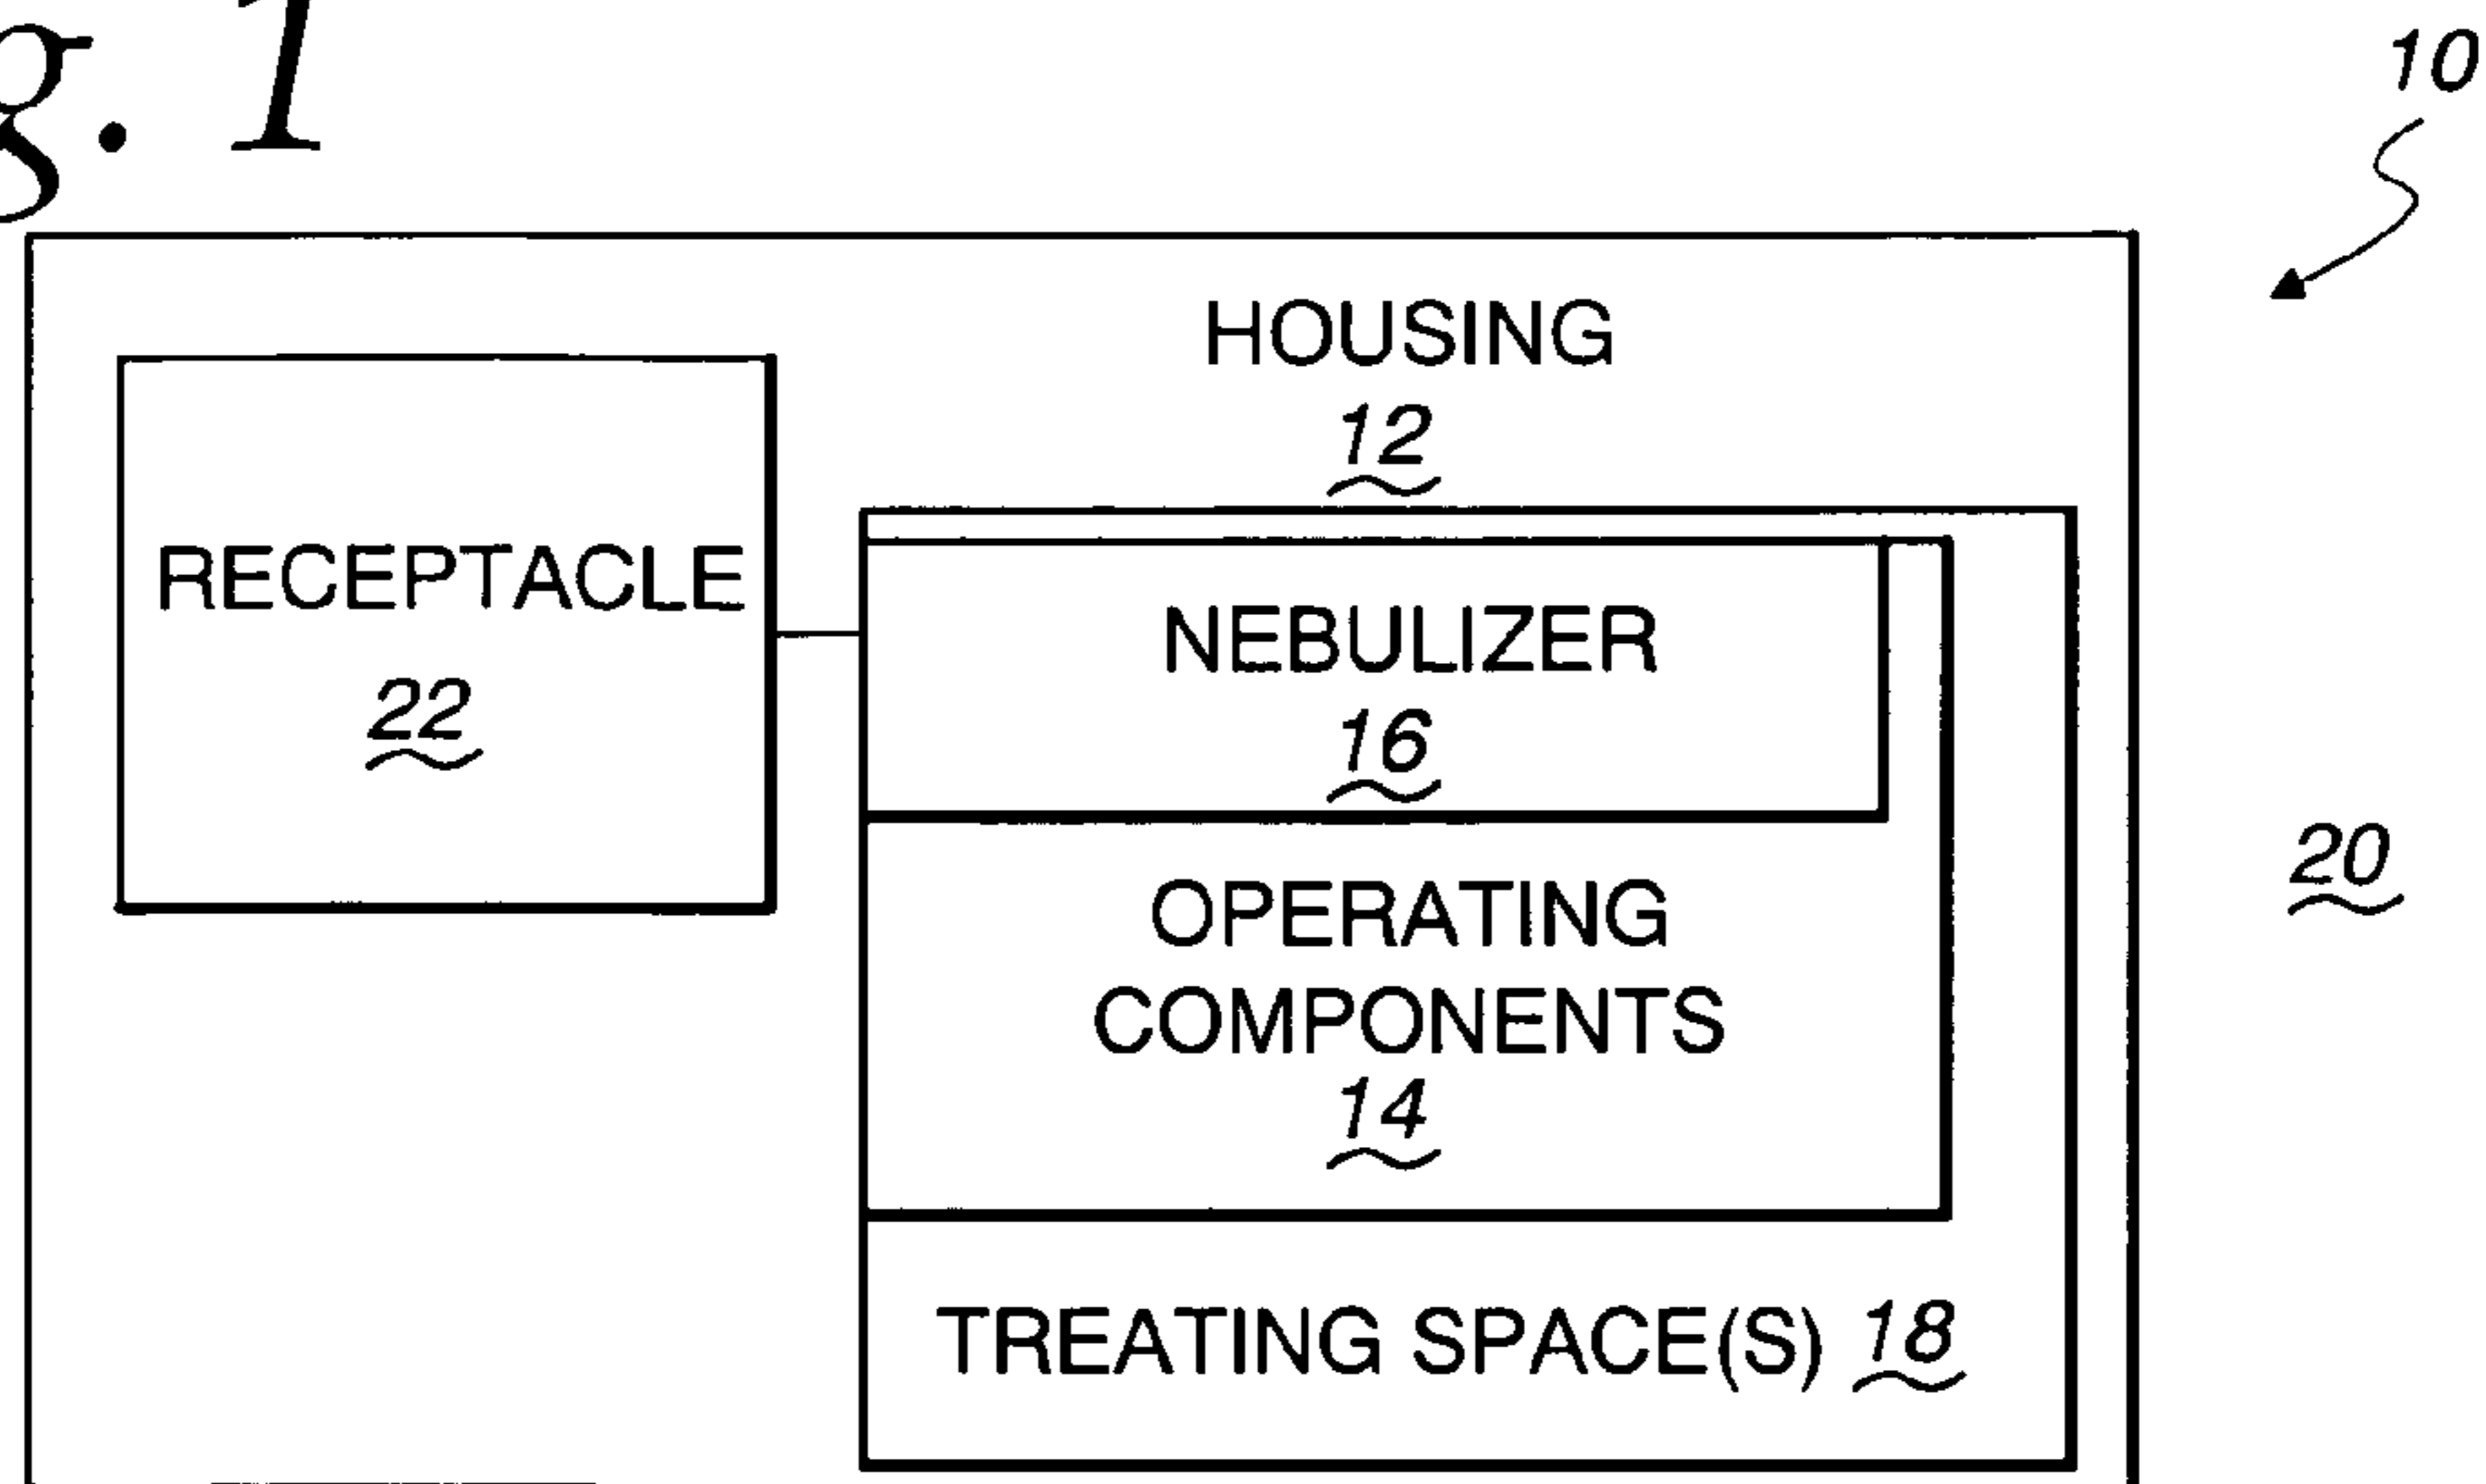 g. 1
10
HOUSING
12
RECEPTACLE
22
NEBULIZER
16
20
OPERATING
COMPONENTS
14
TREATING SPACE(S) 18